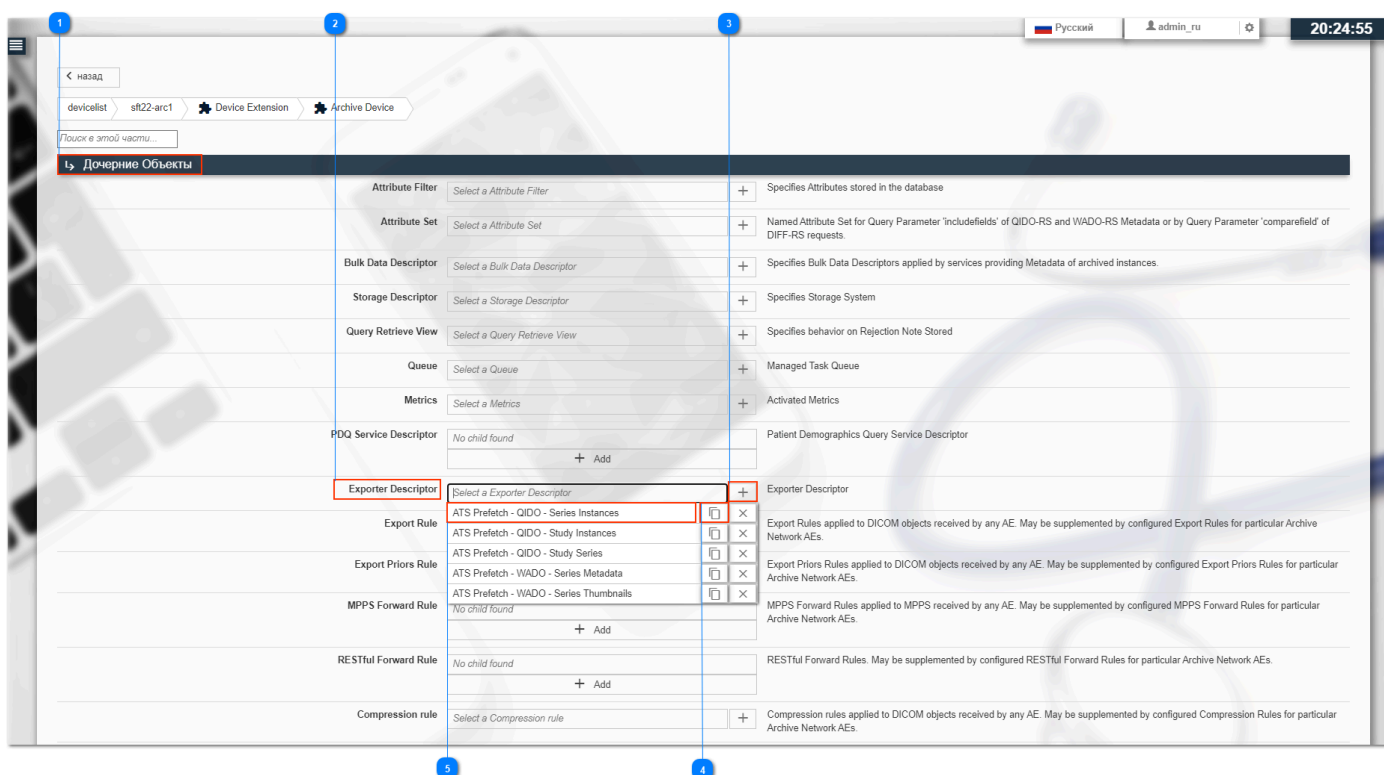 1 2 3
Русский admin_ru 20:24:55
назад
devicelist sft22-arc1 Device Extension Archive Device
Поиск в этой части...
Дочерние Объекты
Attribute Filter Select a Attribute Filter + Specifies Attributes stored in the database
Attribute Set Select a Attribute Set + Named Attribute Set for Query Parameter 'includefields' of QIDO-RS and WADO-RS Metadata or by Query Parameter 'comparefield' of
DIFF-RS requests.
Bulk Data Descriptor Select a Bulk Data Descriptor + Specifies Bulk Data Descriptors applied by services providing Metadata of archived instances.
Storage Descriptor Select a Storage Descriptor + Specifies Storage System
Query Retrieve View Select a Query Retrieve View + Specifies behavior on Rejection Note Stored
Queue Select a Queue + Managed Task Queue
Metrics Select a Metrics + Activated Metrics
PDQ Service Descriptor No child found Patient Demographics Query Service Descriptor
+ Add
Exporter Descriptor Select a Exporter Descriptor + Exporter Descriptor
ATS Prefetch - QIDO - Series Instances
Export Rule ATS Prefetch - QIDO - Study Instances Export Rules applied to DICOM objects received by any AE. May be supplemented by configured Export Rules for particular Archive
Network AEs.
ATS Prefetch - QIDO - Study Series
Export Priors Rule ATS Prefetch - WADO - Series Metadata Export Priors Rules applied to DICOM objects received by any AE. May be supplemented by configured Export Priors Rules for particular
Archive Network AEs.
ATS Prefetch - WADO - Series Thumbnails
MPPS Forward Rule No child found MPPS Forward Rules applied to MPPS received by any AE. May be supplemented by configured MPPS Forward Rules for particular
Archive Network AEs.
+ Add
RESTful Forward Rule No child found RESTful Forward Rules. May be supplemented by configured RESTful Forward Rules for particular Archive Network AEs.
+ Add
Compression rule Select a Compression rule + Compression rules applied to DICOM objects received by any AE. May be supplemented by configured Compression Rules for particular
Archive Network AEs.
5 4